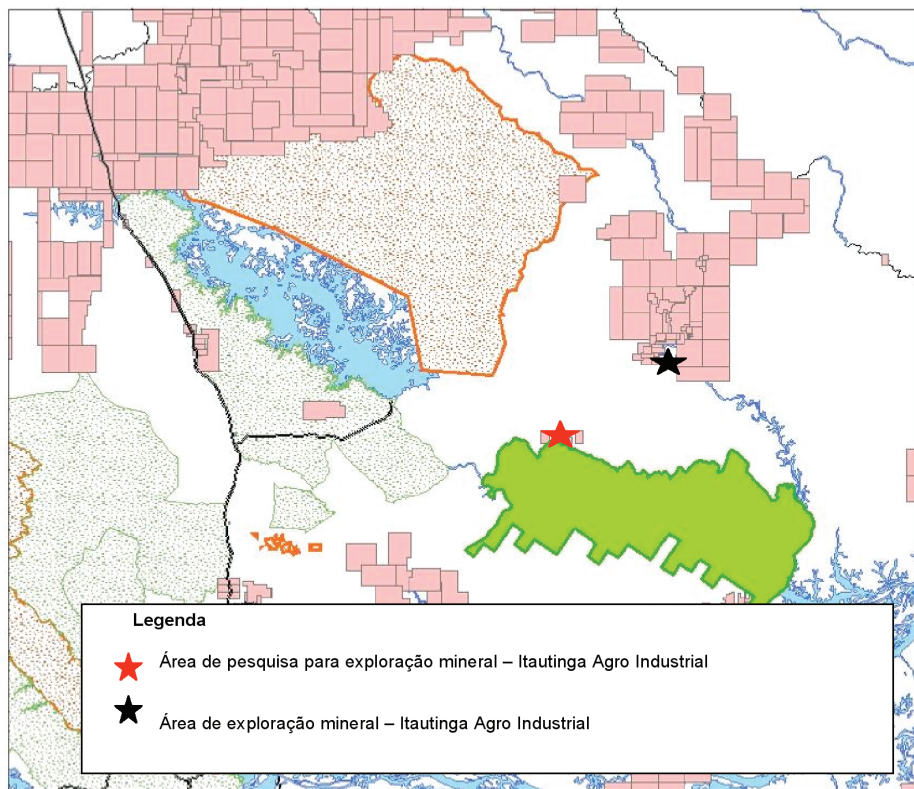 Legenda
Área de pesquisa para exploração mineral – Itautinga Agro Industrial
Área de exploração mineral – Itautinga Agro Industrial